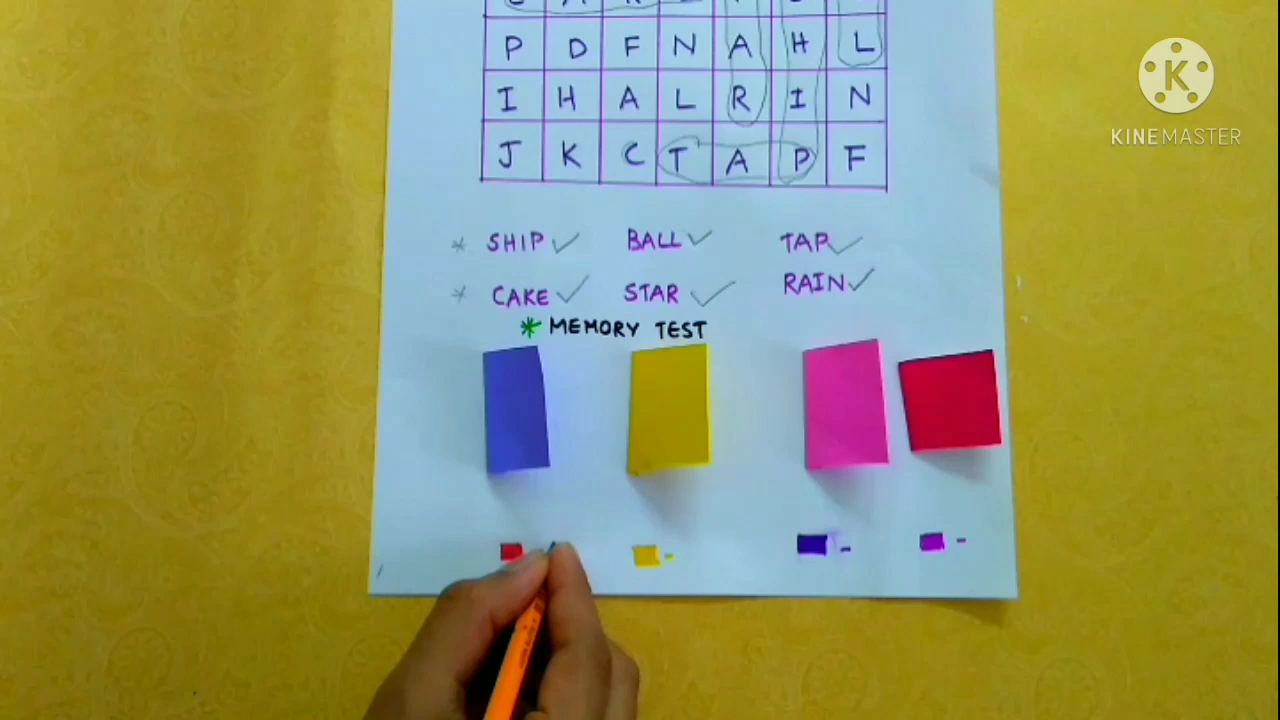 P D F N A H L
I H A L R I N
J K C T A P F
* SHIP ✓ BALL ✓ TAP ✓
* CAKE ✓ STAR ✓ RAIN ✓
* MEMORY TEST
K
KINEMASTER